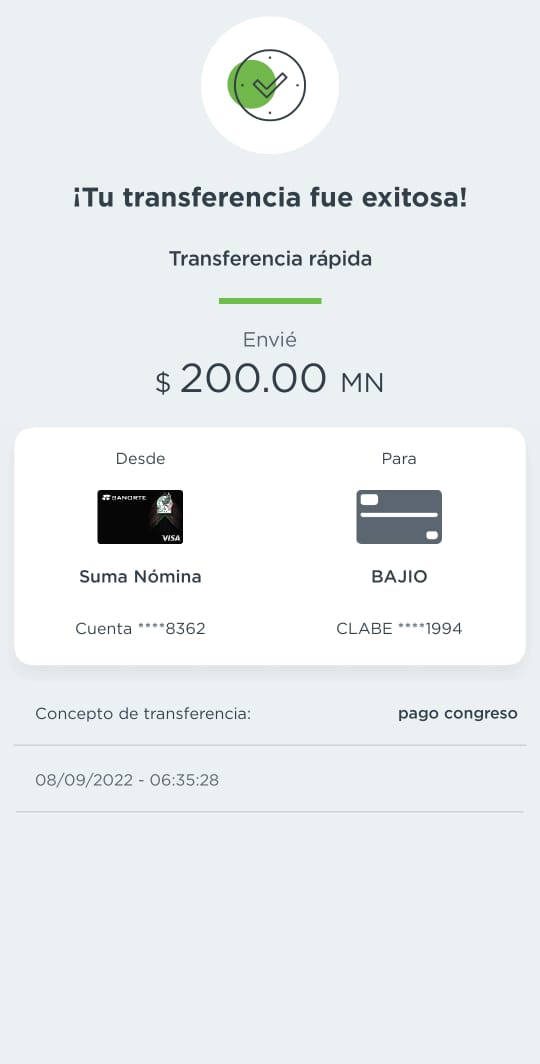 ¡Tu transferencia fue exitosa!
Transferencia rápida
Envié
$ 200.00 MN
Desde
Para
BANORTE
VISA
Suma Nómina
BAJIO
Cuenta ****8362
CLABE ****1994
Concepto de transferencia:
pago congreso
08/09/2022 - 06:35:28